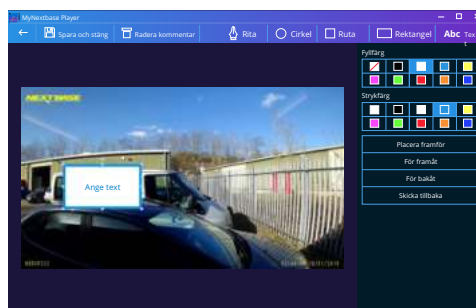 MyNextbase Player
Spara och stäng
Radera kommentar
Rita
Cirkel
Ruta
Rektangel
Abc Tex
t
Fyllfärg
Strykfärg
Placera framför
För framåt
För bakåt
Skicka tillbaka
NEXTBASE
Ange text